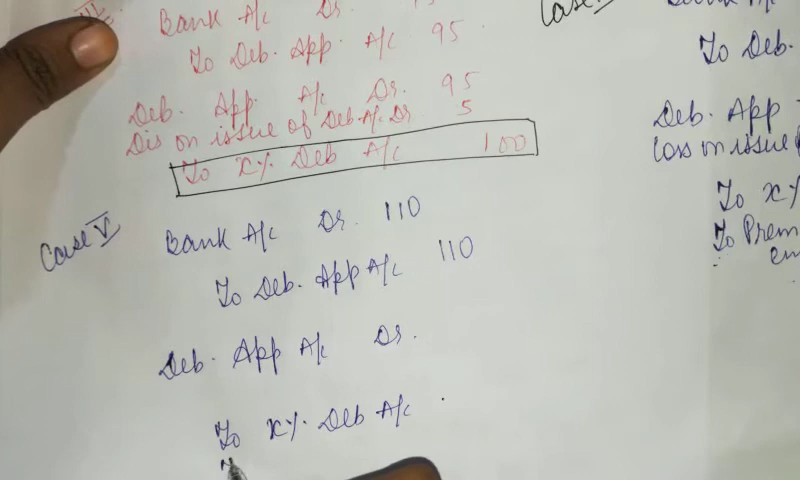 Bank A/c Dr.
To Deb. App. A/c 95
Deb. App. A/c Dr. 95
Dis on issue of Deb A/c Dr. 5
To X% Deb A/c 100
Case V Bank A/c Dr. 110
To Deb. App A/c 110
Deb. App A/c Dr.
To X% Deb A/c
Case
To Deb.
Deb. App
Loss on issue
To X%
To Prem